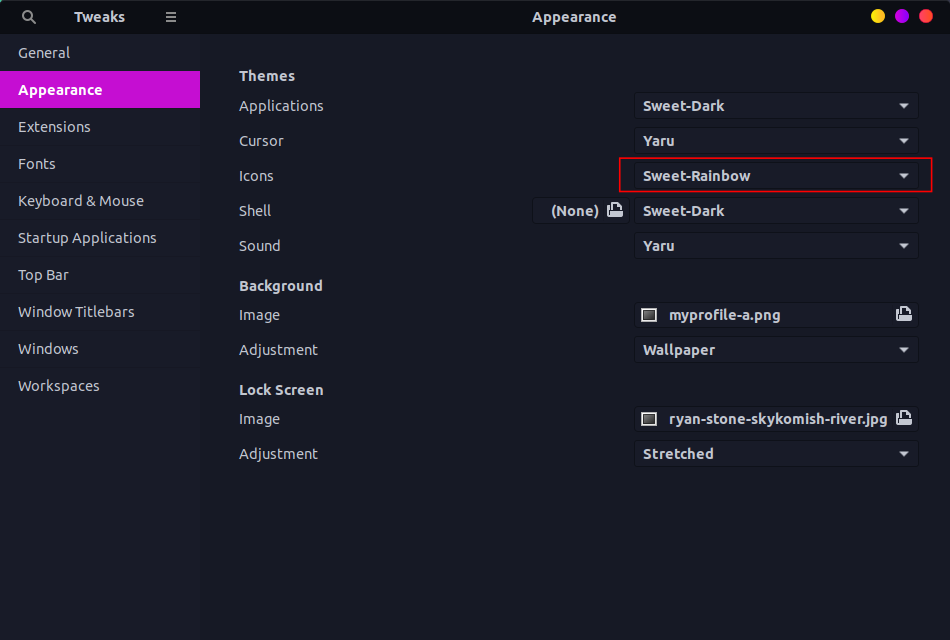 Tweaks
Appearance
General
Appearance
Extensions
Fonts
Keyboard & Mouse
Startup Applications
Top Bar
Window Titlebars
Windows
Workspaces
Themes
Applications Sweet-Dark
Cursor Yaru
Icons Sweet-Rainbow
Shell (None) Sweet-Dark
Sound Yaru
Background
Image myprofile-a.png
Adjustment Wallpaper
Lock Screen
Image ryan-stone-skykomish-river.jpg
Adjustment Stretched